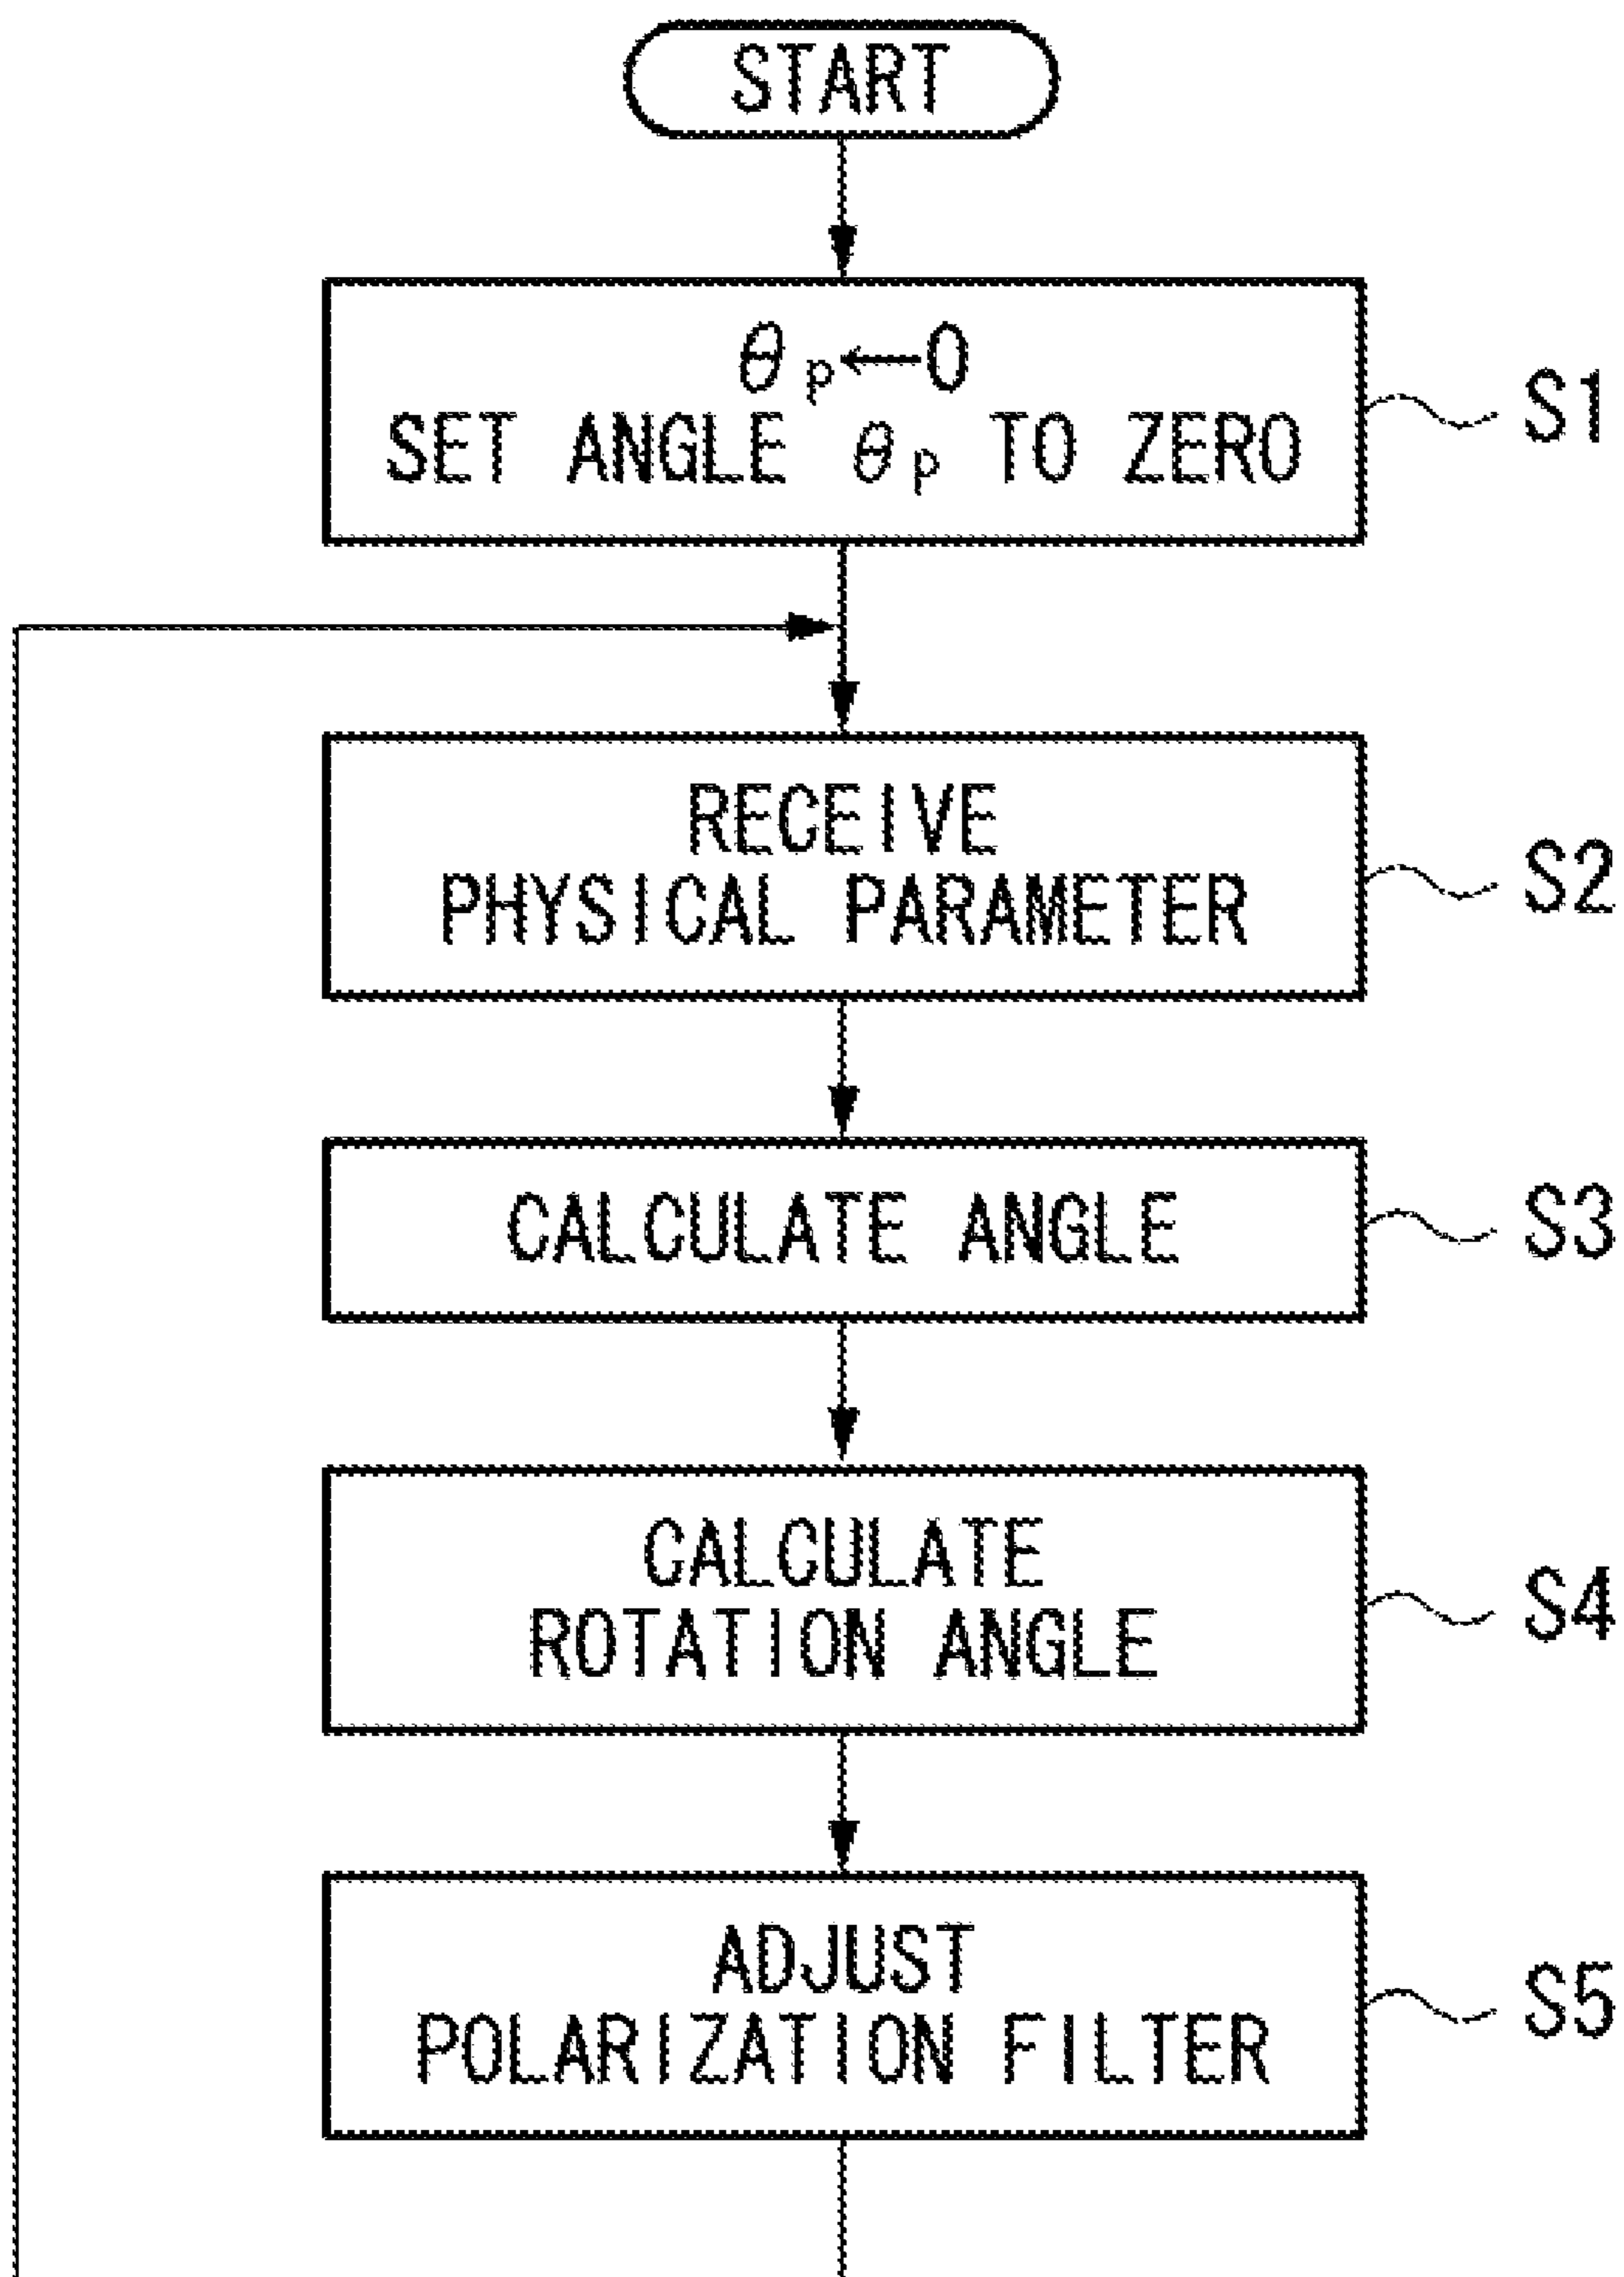 START
θp←0
SET ANGLE θp TO ZERO
S1
RECEIVE
PHYSICAL PARAMETER
S2
CALCULATE ANGLE
S3
CALCULATE
ROTATION ANGLE
S4
ADJUST
POLARIZATION FILTER
S5